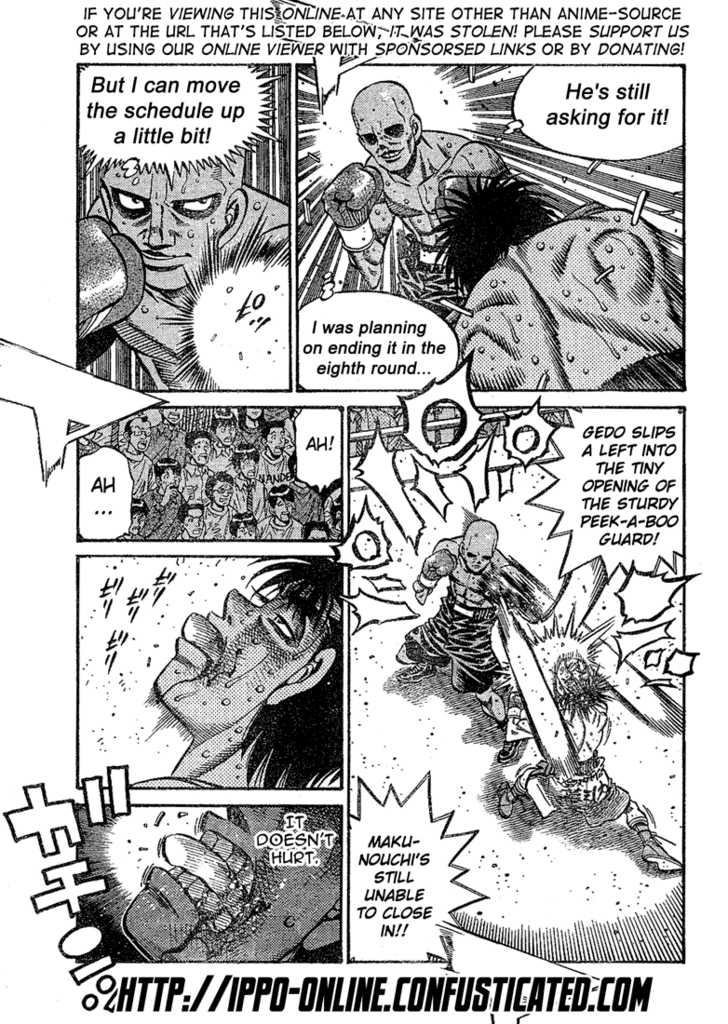 IF YOU'RE VIEWING THIS ONLINE AT ANY SITE OTHER THAN ANIME-SOURCE
OR AT THE URL THAT'S LISTED BELOW, IT WAS STOLEN! PLEASE SUPPORT US
BY USING OUR ONLINE VIEWER WITH SPONSORSED LINKS OR BY DONATING!
But I can move
the schedule up
a little bit!
He's still
asking for it!
I was planning
on ending it in the
eighth round...
AH
...
AH!
GEDO SLIPS
A LEFT INTO
THE TINY
OPENING OF
THE STURDY
PEEK-A-BOO
GUARD!
IT
DOESN'T
HURT.
MAKU-
NOUCHI'S
STILL
UNABLE
TO CLOSE
IN!!
HTTP://IPPO-ONLINE.CONFUSTICATED.COM